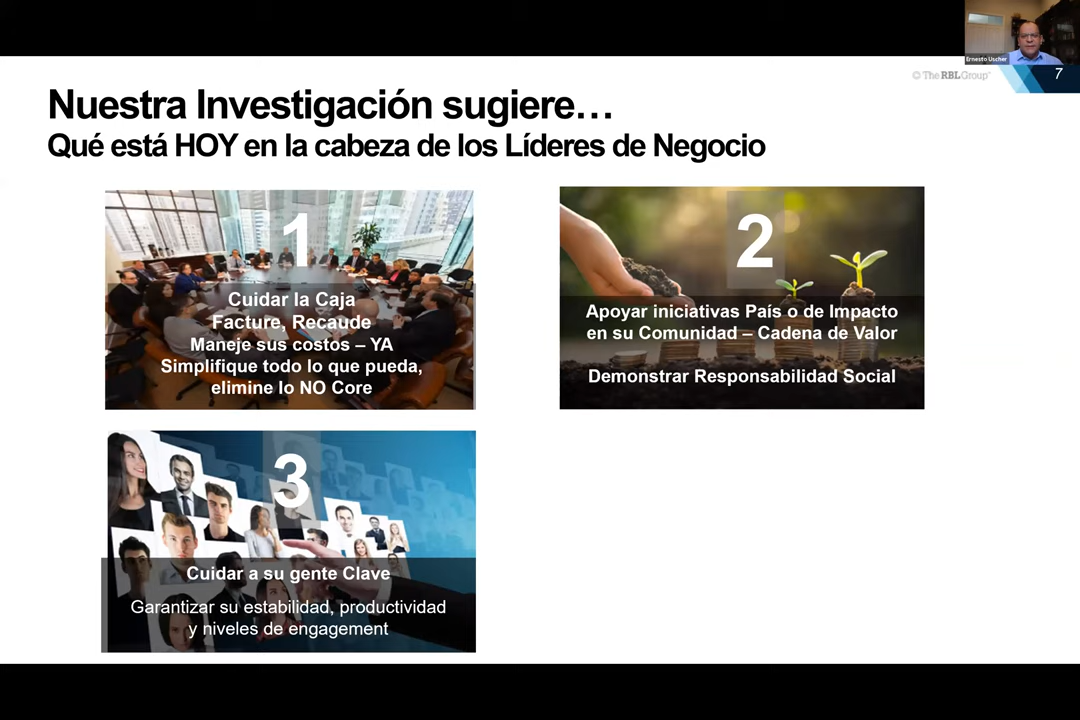 Ernesto Uscher
© The RBLGroup
7
Nuestra Investigación sugiere…
Qué está HOY en la cabeza de los Líderes de Negocio
1
Cuidar la Caja
Facture, Recaude
Maneje sus costos – YA
Simplifique todo lo que pueda,
elimine lo NO Core
2
Apoyar iniciativas País o de Impacto
en su Comunidad – Cadena de Valor
Demonstrar Responsabilidad Social
3
Cuidar a su gente Clave
Garantizar su estabilidad, productividad
y niveles de engagement